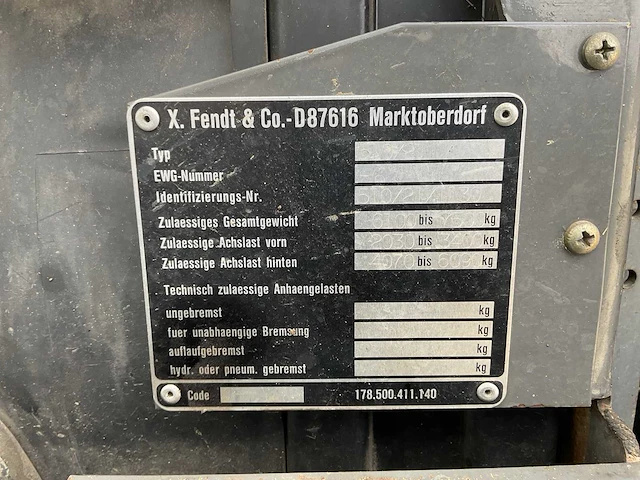 X. Fendt & Co.-D87616 Marktoberdorf
Typ
EWG-Nummer
Identifizierungs-Nr.
Zulaessiges Gesamtgewicht bis kg
Zulaessige Achslast vorn bis kg
Zulaessige Achslast hinten bis kg
Technisch zulaessige Anhaengelasten
ungebremst kg
fuer unabhaengige Bremsung kg
auflaufgebremst kg
hydr. oder pneum. gebremst kg
Code 178.500.411.140